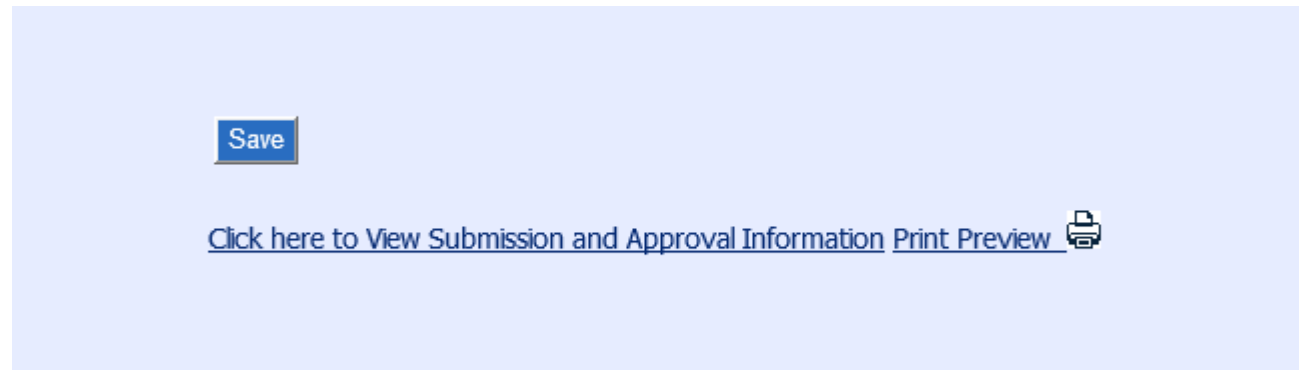 Save
Click here to View Submission and Approval Information Print Preview